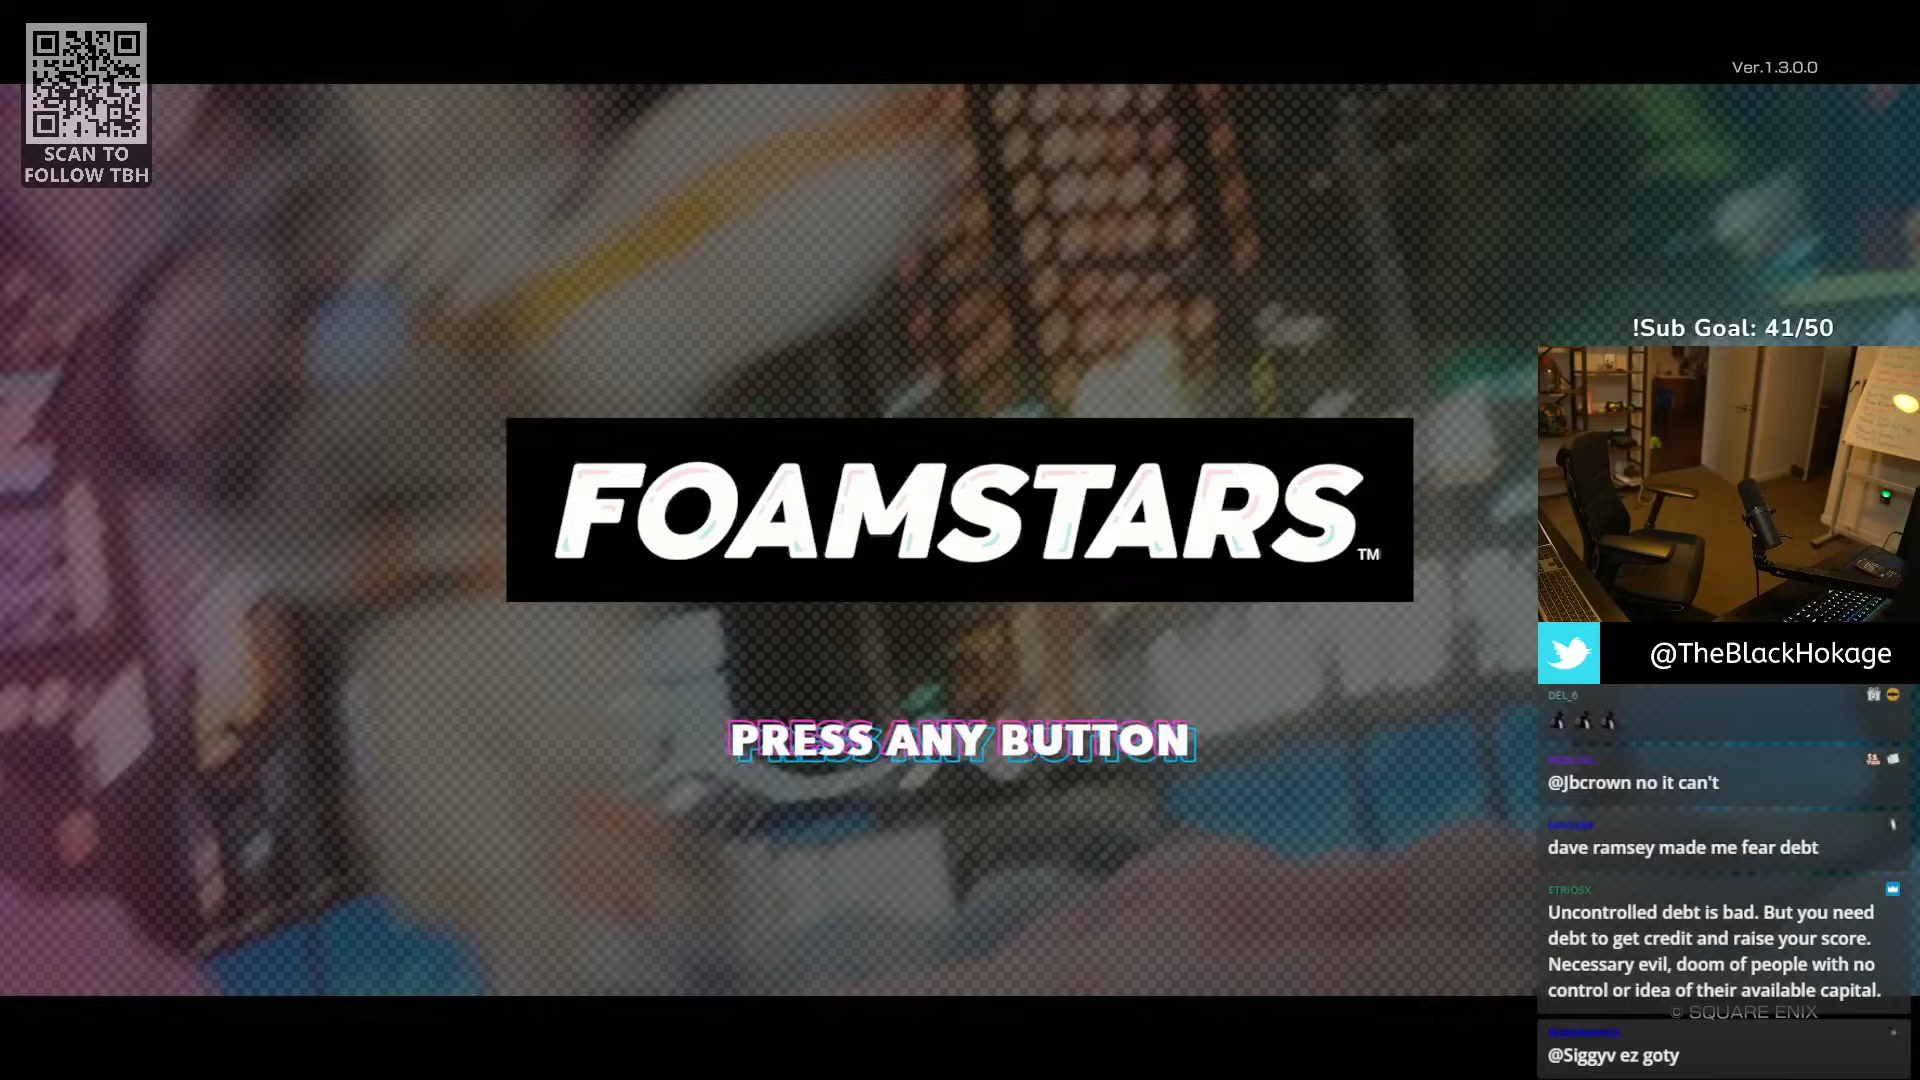 SCAN TO
FOLLOW TBH
Ver.1.3.0.0
FOAMSTARS™
PRESS ANY BUTTON
!Sub Goal: 41/50
@TheBlackHokage
DEL_6
@Jbcrown no it can't
dave ramsey made me fear debt
ETRIOSX
Uncontrolled debt is bad. But you need
debt to get credit and raise your score.
Necessary evil, doom of people with no
control or idea of their available capital.
© SQUARE ENIX
@Siggyv ez goty